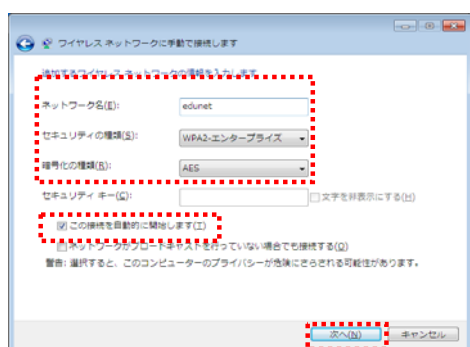 ワイヤレス ネットワークに手動で接続します
追加するワイヤレス ネットワークの情報を入力します
ネットワーク名(E): edunet
セキュリティの種類(S): WPA2-エンタープライズ
暗号化の種類(R): AES
セキュリティ キー(C): 文字を非表示にする(H)
この接続を自動的に開始します(T)
ネットワークがブロードキャストを行っていない場合でも接続する(O)
警告: 選択すると、このコンピューターのプライバシーが危険にさらされる可能性があります。
次へ(N) キャンセル